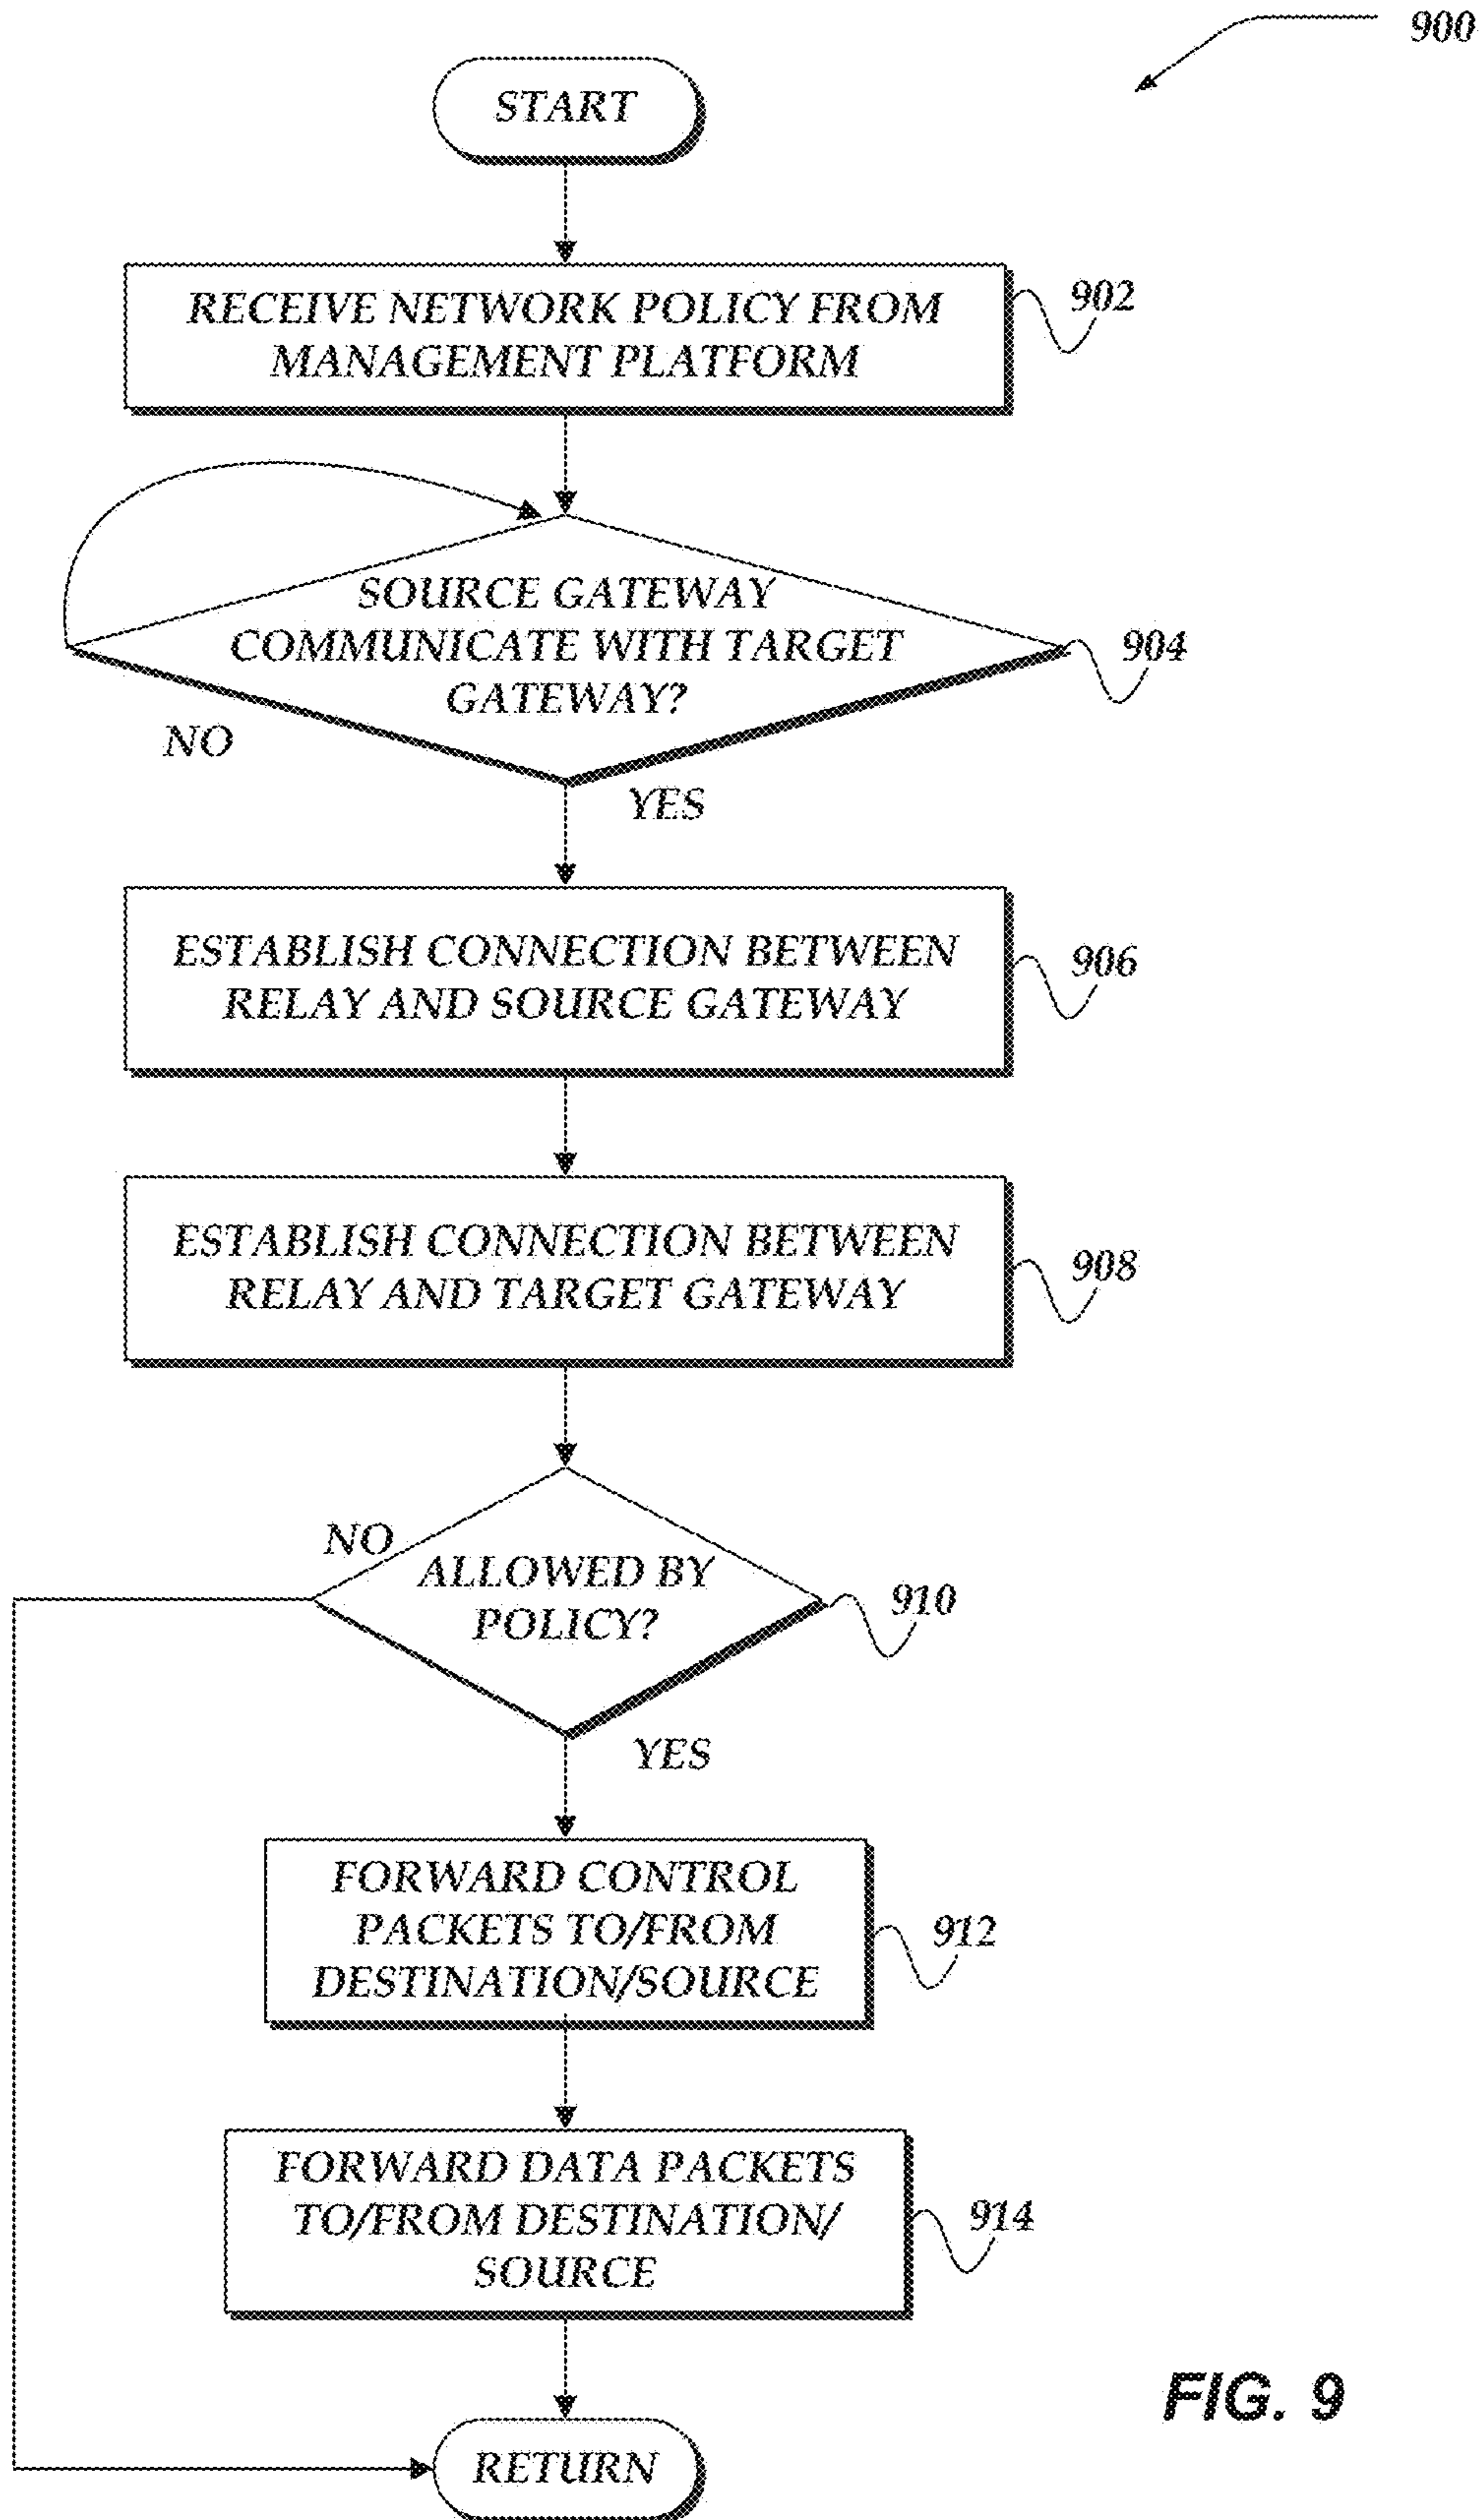 900
START
RECEIVE NETWORK POLICY FROM
MANAGEMENT PLATFORM
902
SOURCE GATEWAY
COMMUNICATE WITH TARGET
GATEWAY?
904
NO
YES
ESTABLISH CONNECTION BETWEEN
RELAY AND SOURCE GATEWAY
906
ESTABLISH CONNECTION BETWEEN
RELAY AND TARGET GATEWAY
908
NO
ALLOWED BY
POLICY?
910
YES
FORWARD CONTROL
PACKETS TO/FROM
DESTINATION/SOURCE
912
FORWARD DATA PACKETS
TO/FROM DESTINATION/
SOURCE
914
RETURN
FIG. 9